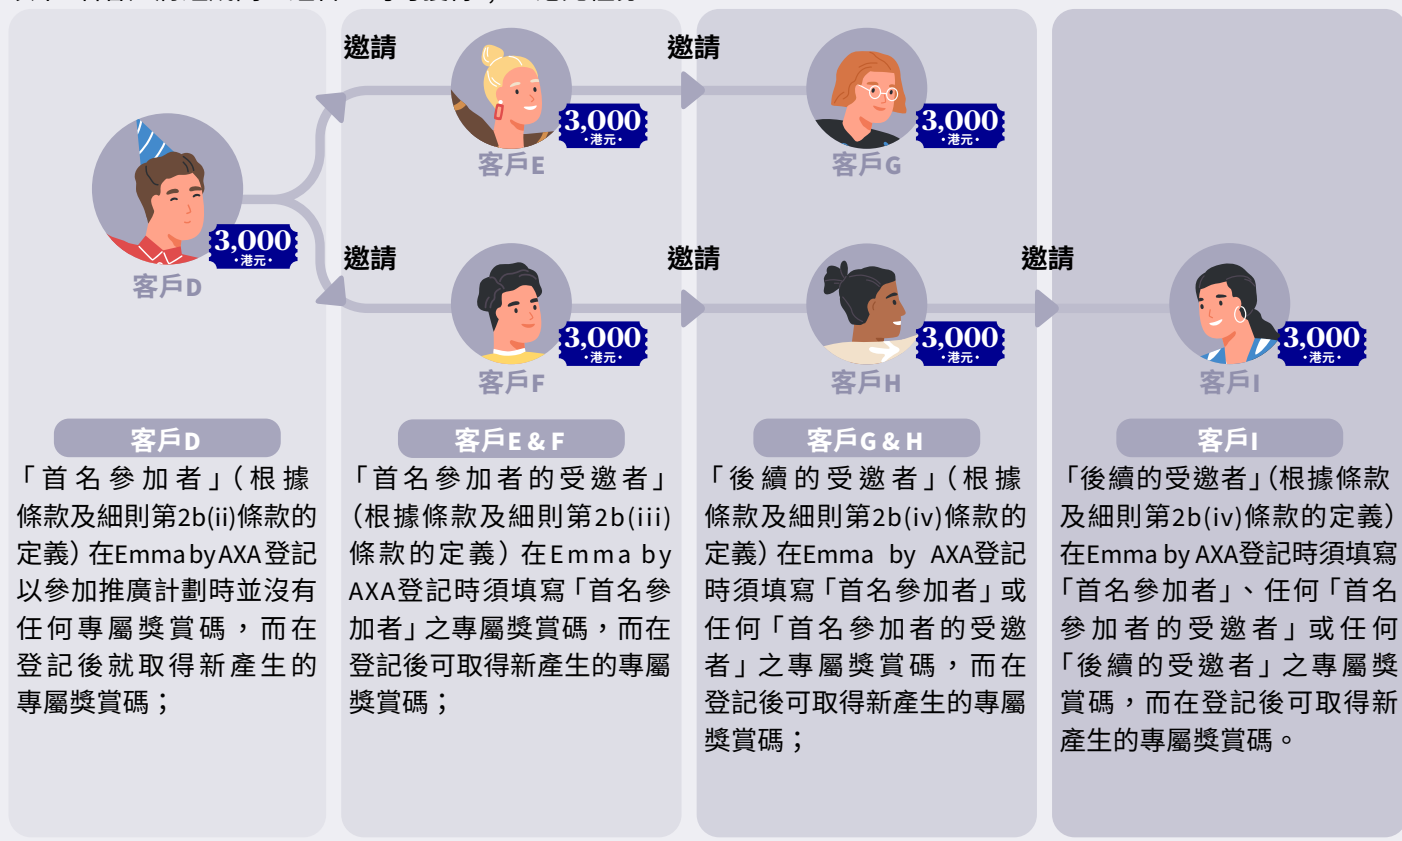 邀請
邀請
3,000
·港元·
3,000
·港元·
客戶E
客戶G
3,000
·港元·
客戶D
邀請
邀請
邀請
3,000
·港元·
3,000
·港元·
3,000
·港元·
客戶F
客戶H
客戶I
客戶D
「首名參加者」（根據
條款及細則第2b(ii)條款的
定義）在Emma by AXA登記
以參加推廣計劃時並沒有
任何專屬獎賞碼，而在
登記後就取得新產生的
專屬獎賞碼；
客戶E & F
「首名參加者的受邀者」
（根據條款及細則第2b(iii)
條款的定義）在Emma by
AXA登記時須填寫「首名參
加者」之專屬獎賞碼，而在
登記後可取得新產生的專屬
獎賞碼；
客戶G & H
「後續的受邀者」（根據
條款及細則第2b(iv)條款的
定義）在Emma by AXA登記
時須填寫「首名參加者」或
任何「首名參加者的受邀
者」之專屬獎賞碼，而在
登記後可取得新產生的專屬
獎賞碼；
客戶I
「後續的受邀者」（根據條款
及細則第2b(iv)條款的定義）
在Emma by AXA登記時須填寫
「首名參加者」、任何「首名
參加者的受邀者」或任何
「後續的受邀者」之專屬獎
賞碼，而在登記後可取得新
產生的專屬獎賞碼。